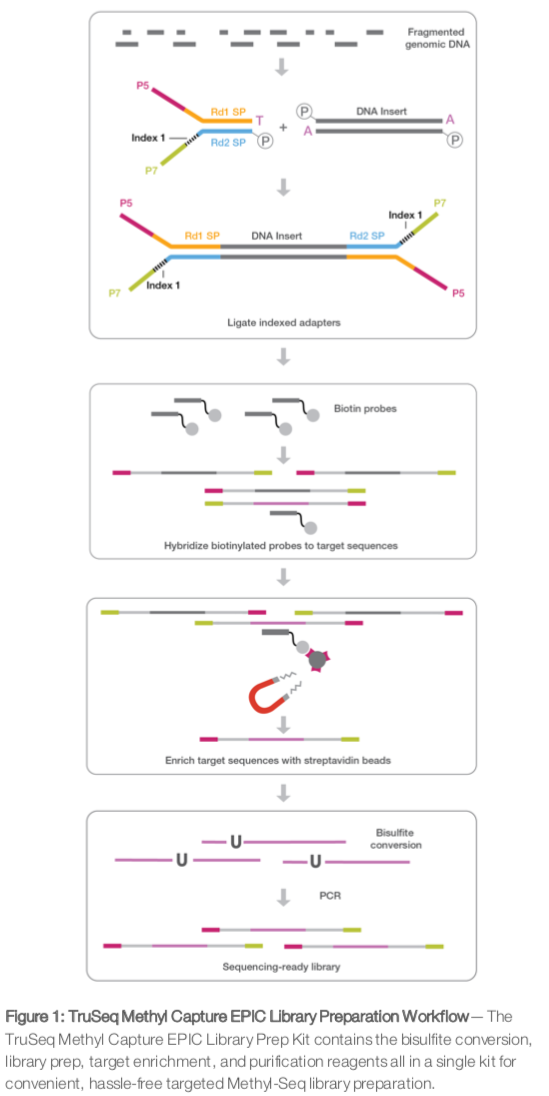 Fragmented
genomic DNA
P5
Rd1 SP
T
Index 1
Rd2 SP
P
P7
+
P
DNA Insert
A
A
P
P5
P7
Index 1
Rd1 SP
DNA Insert
Rd2 SP
P7
Index 1
P5
Ligate indexed adapters
Biotin probes
Hybridize biotinylated probes to target sequences
Enrich target sequences with streptavidin beads
Bisulfite
conversion
U
U
U
PCR
Sequencing-ready library
Figure 1: TruSeq Methyl Capture EPIC Library Preparation Workflow— The
TruSeq Methyl Capture EPIC Library Prep Kit contains the bisulfite conversion,
library prep, target enrichment, and purification reagents all in a single kit for
convenient, hassle-free targeted Methyl-Seq library preparation.